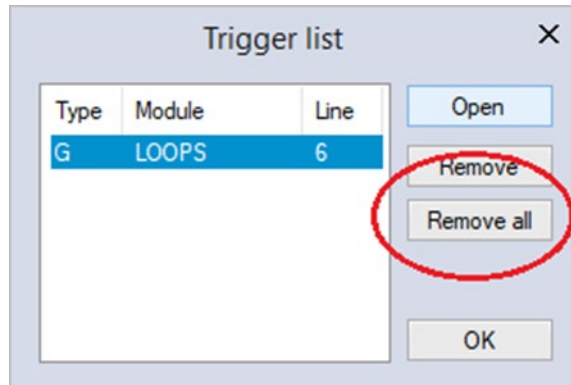 Trigger list
Type Module Line
G LOOPS 6
Open
Remove
Remove all
OK